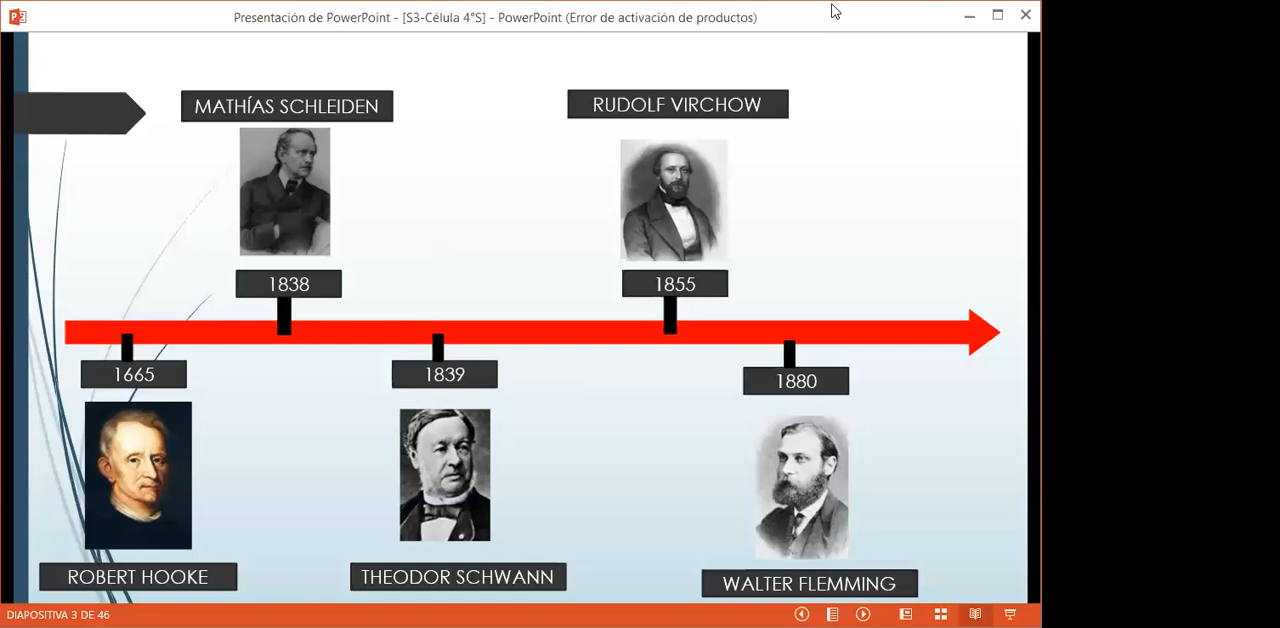 Presentación de PowerPoint - [S3-Célula 4°S] - PowerPoint (Error de activación de productos)
MATHÍAS SCHLEIDEN
RUDOLF VIRCHOW
1838
1855
1665
1839
1880
ROBERT HOOKE
THEODOR SCHWANN
WALTER FLEMMING
DIAPOSITIVA 3 DE 46